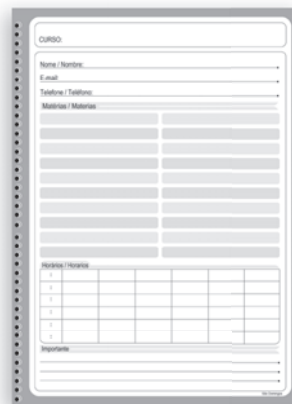 CURSO:
Nome / Nombre:
E-mail:
Telefone / Teléfono:
Matérias / Materias
Horários / Horarios
Importante